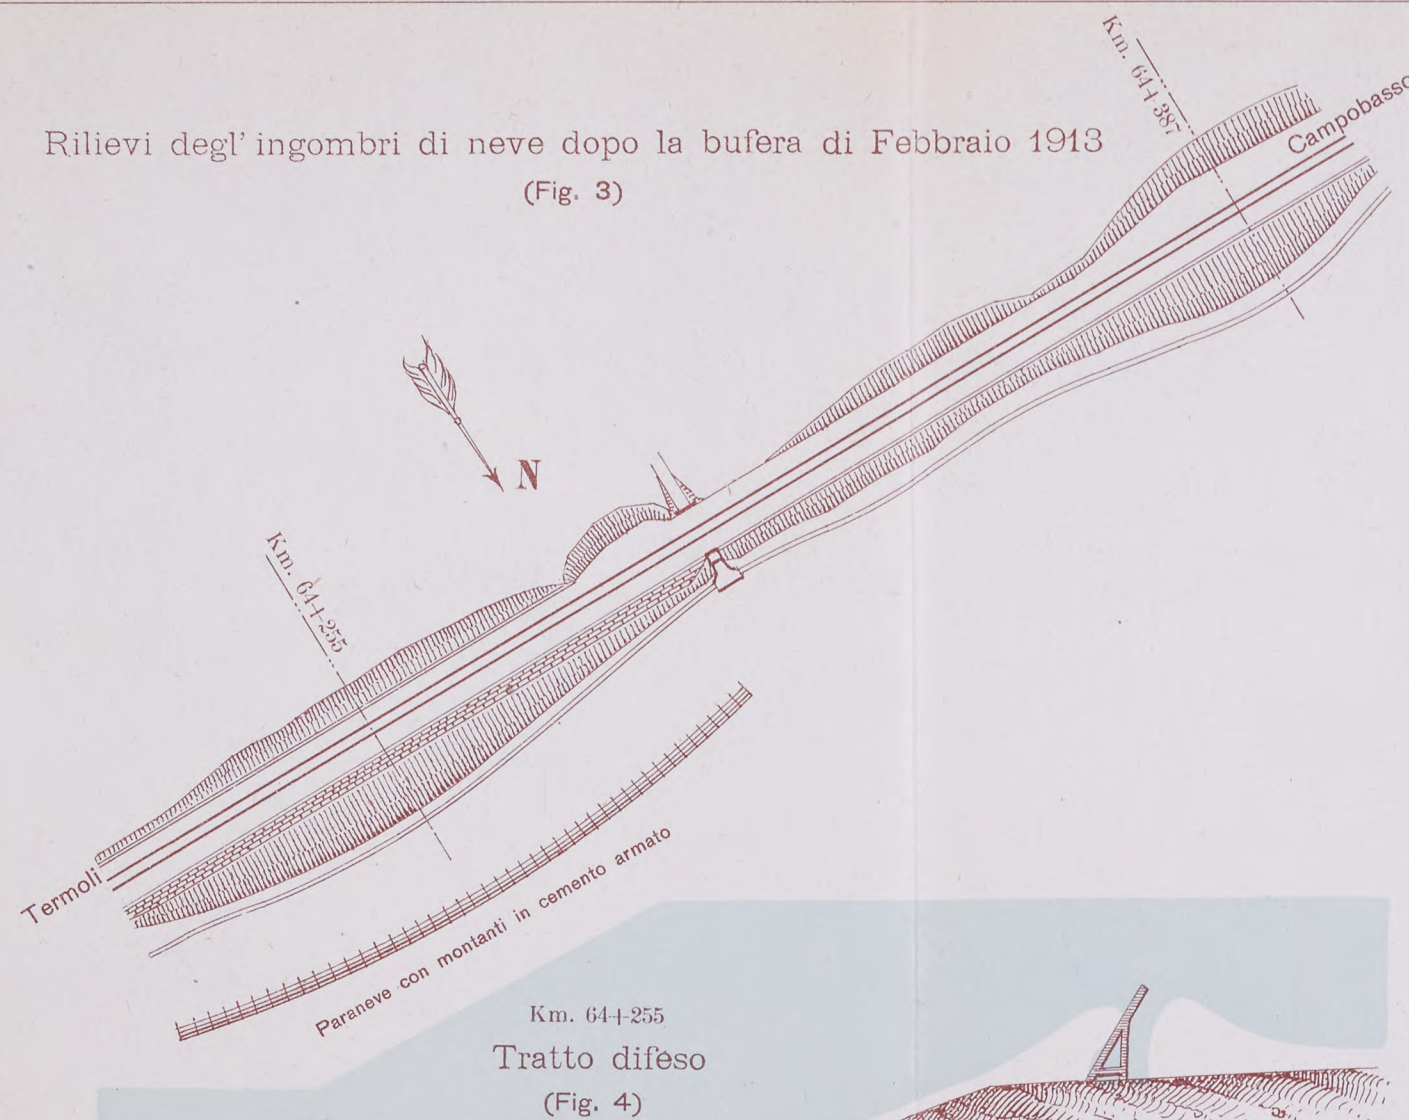 Rilievi degl' ingombri di neve dopo la bufera di Febbraio 1913
(Fig. 3)
Km. 64+387
Campobasso
N
Km. 64+255
Termoli
Paraneve con montanti in cemento armato
Km. 64+255
Tratto difeso
(Fig. 4)